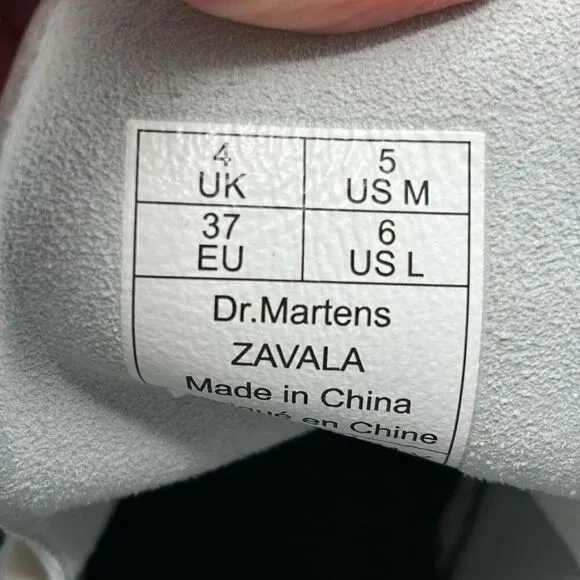 4 5
UK US M
37 6
EU US L
Dr.Martens
ZAVALA
Made in China
en Chine